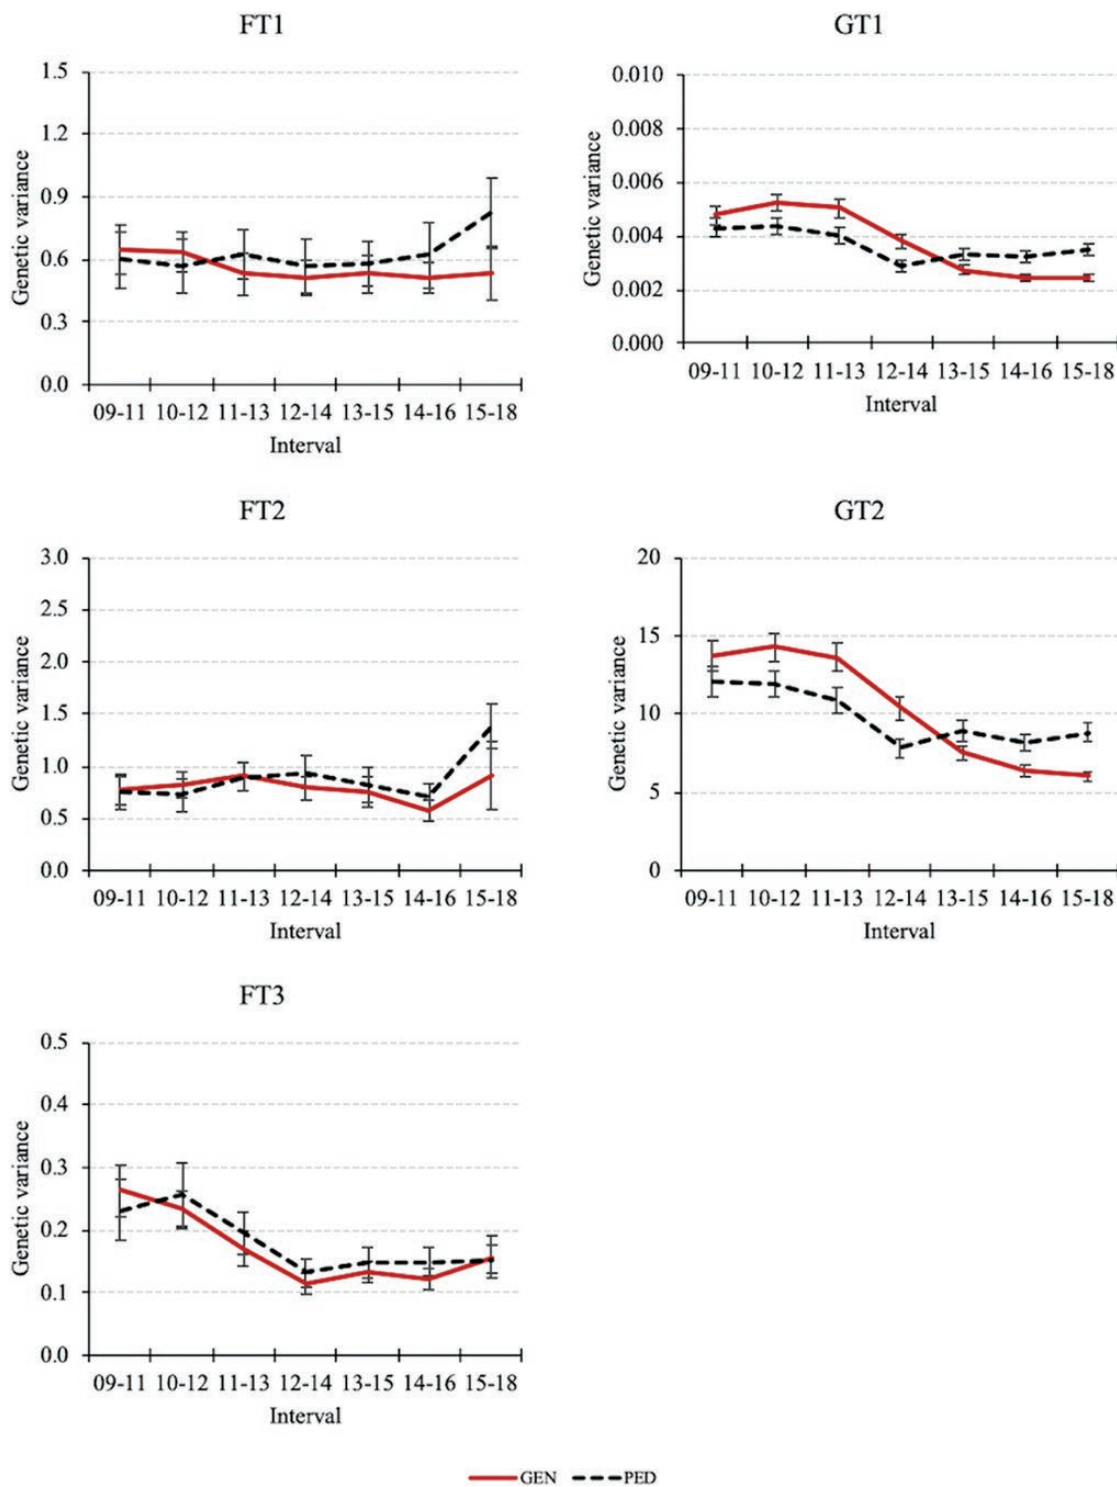 FT1
Genetic variance
1.5
1.2
0.9
0.6
0.3
0.0
09-11 10-12 11-13 12-14 13-15 14-16 15-18
Interval
GT1
Genetic variance
0.010
0.008
0.006
0.004
0.002
0.000
09-11 10-12 11-13 12-14 13-15 14-16 15-18
Interval
FT2
Genetic variance
3.0
2.5
2.0
1.5
1.0
0.5
0.0
09-11 10-12 11-13 12-14 13-15 14-16 15-18
Interval
GT2
Genetic variance
20
15
10
5
0
09-11 10-12 11-13 12-14 13-15 14-16 15-18
Interval
FT3
Genetic variance
0.5
0.4
0.3
0.2
0.1
0.0
09-11 10-12 11-13 12-14 13-15 14-16 15-18
Interval
GEN PED